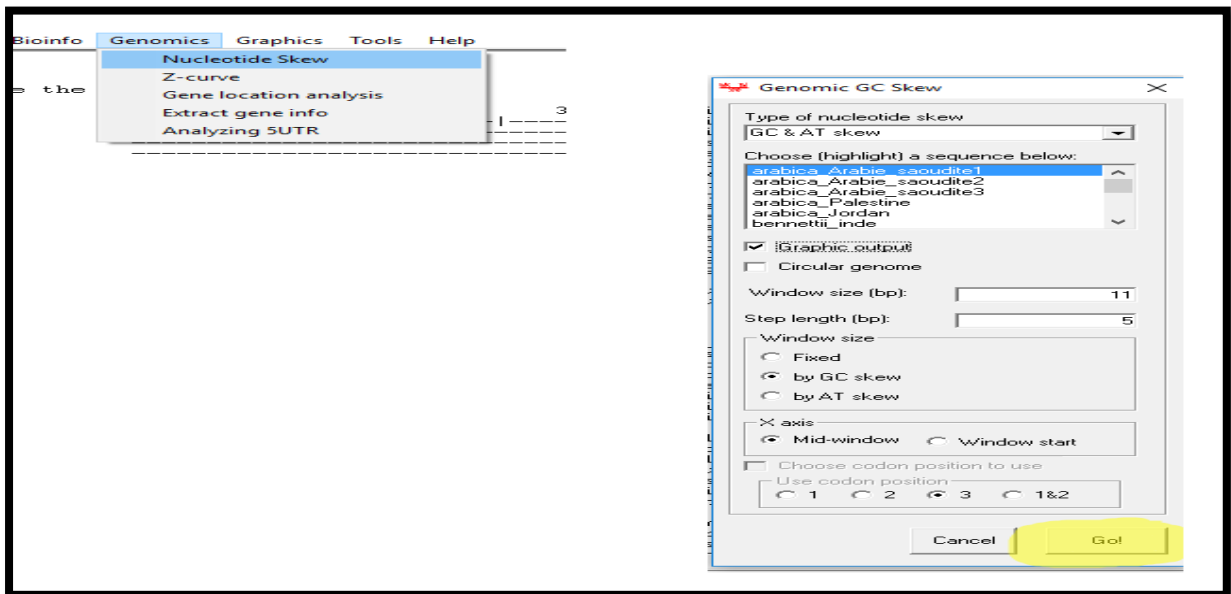 Bioinfo Genomics Graphics Tools Help
Nucleotide Skew
Z-curve
Gene location analysis
Extract gene info
Analyzing 5UTR
e the
3
Genomic GC Skew
Type of nucleotide skew
GC & AT skew
Choose (highlight) a sequence below:
arabica_Arabie_saoudite1
arabica_Arabie_saoudite2
arabica_Arabie_saoudite3
arabica_Palestine
arabica_Jordan
bennettii_inde
Graphic output
Circular genome
Window size (bp): 11
Step length (bp): 5
Window size
Fixed
by GC skew
by AT skew
X axis
Mid-window Window start
Choose codon position to use
Use codon position
1 2 3 1&2
Cancel Go!